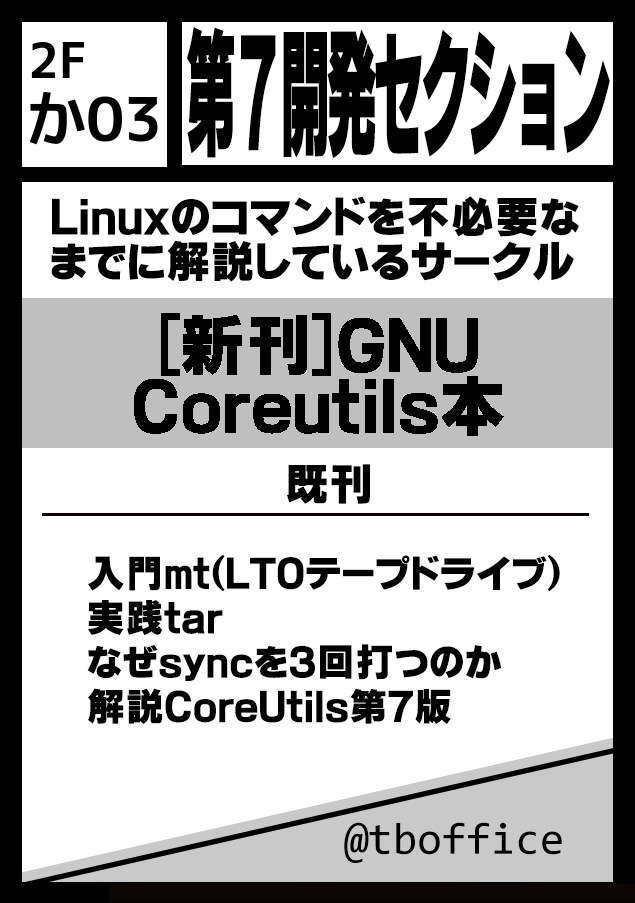 2F
か03
第7開発セクション
Linuxのコマンドを不必要な
までに解説しているサークル
[新刊]GNU
Coreutils本
既刊
入門mt(LTOテープドライブ)
実践tar
なぜsyncを3回打つのか
解説CoreUtils第7版
@tboffice